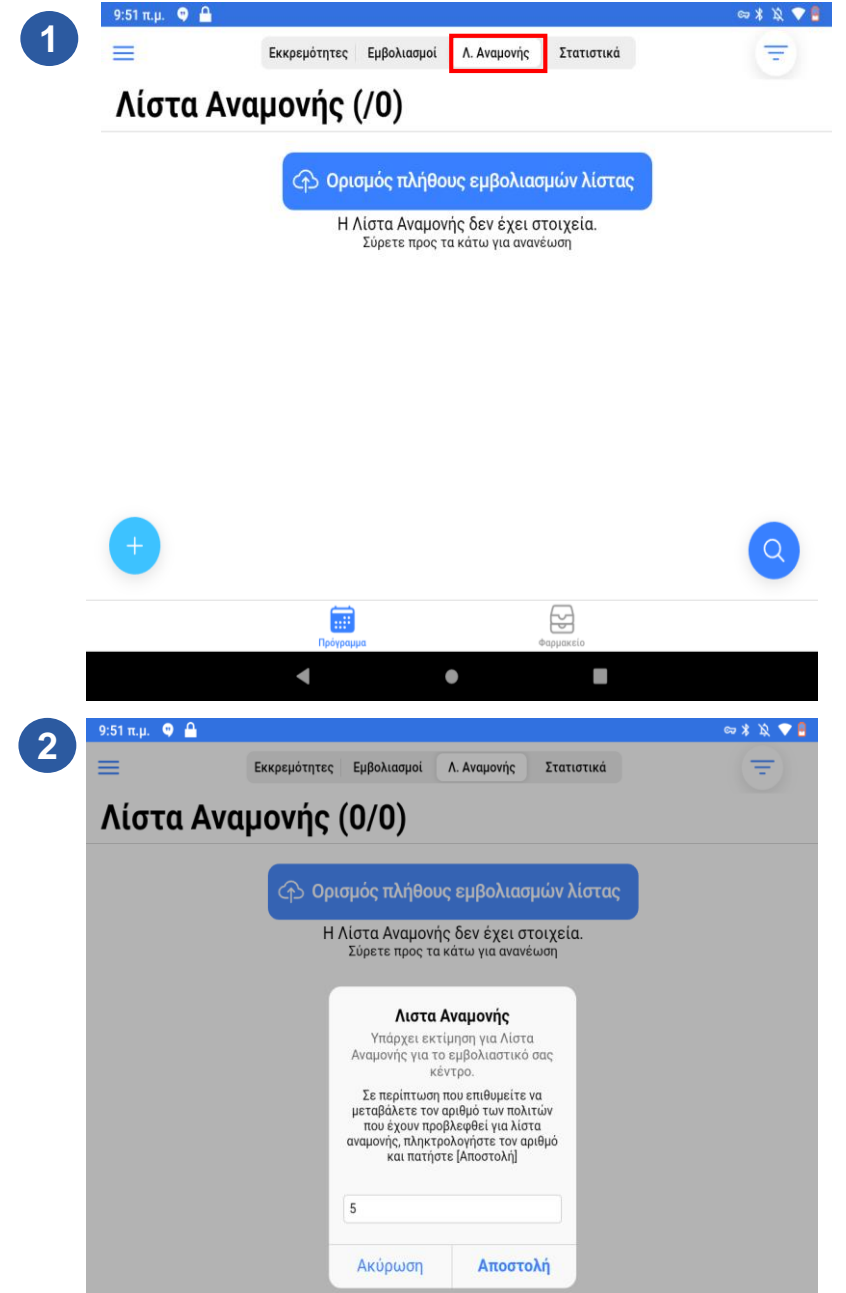 1
9:51 π.μ.
Εκκρεμότητες Εμβολιασμοί Λ. Αναμονής Στατιστικά
Λίστα Αναμονής (/0)
Ορισμός πλήθους εμβολιασμών λίστας
Η Λίστα Αναμονής δεν έχει στοιχεία.
Σύρετε προς τα κάτω για ανανέωση
Πρόγραμμα Φαρμακείο
2
9:51 π.μ.
Εκκρεμότητες Εμβολιασμοί Λ. Αναμονής Στατιστικά
Λίστα Αναμονής (0/0)
Ορισμός πλήθους εμβολιασμών λίστας
Η Λίστα Αναμονής δεν έχει στοιχεία.
Σύρετε προς τα κάτω για ανανέωση
Λιστα Αναμονής
Υπάρχει εκτίμηση για Λίστα
Αναμονής για το εμβολιαστικό σας
κέντρο.
Σε περίπτωση που επιθυμείτε να
μεταβάλετε τον αριθμό των πολιτών
που έχουν προβλεφθεί για λίστα
αναμονής, πληκτρολογήστε τον αριθμό
και πατήστε [Αποστολή]
5
Ακύρωση Αποστολή